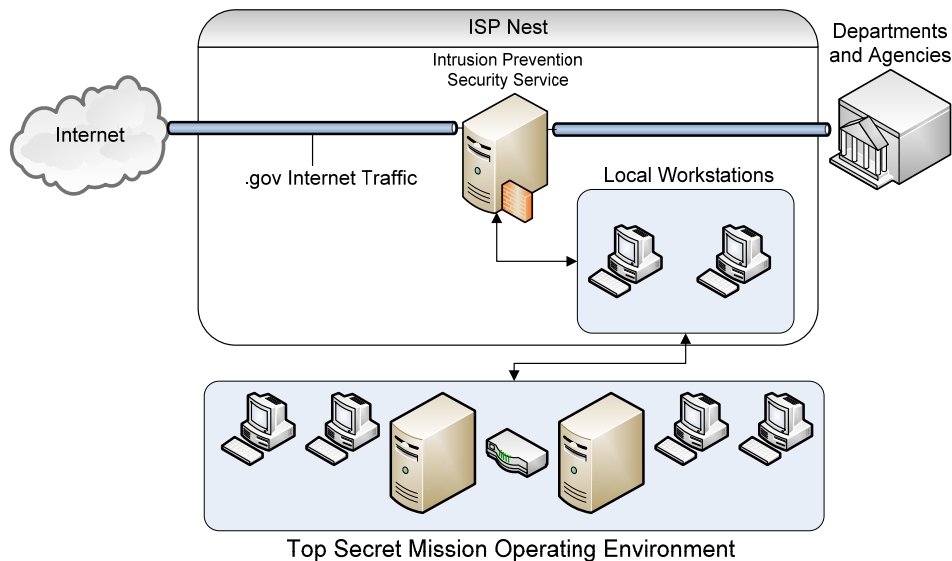 ISP Nest
Departments
and Agencies
Intrusion Prevention
Security Service
Internet
.gov Internet Traffic
Local Workstations
Top Secret Mission Operating Environment